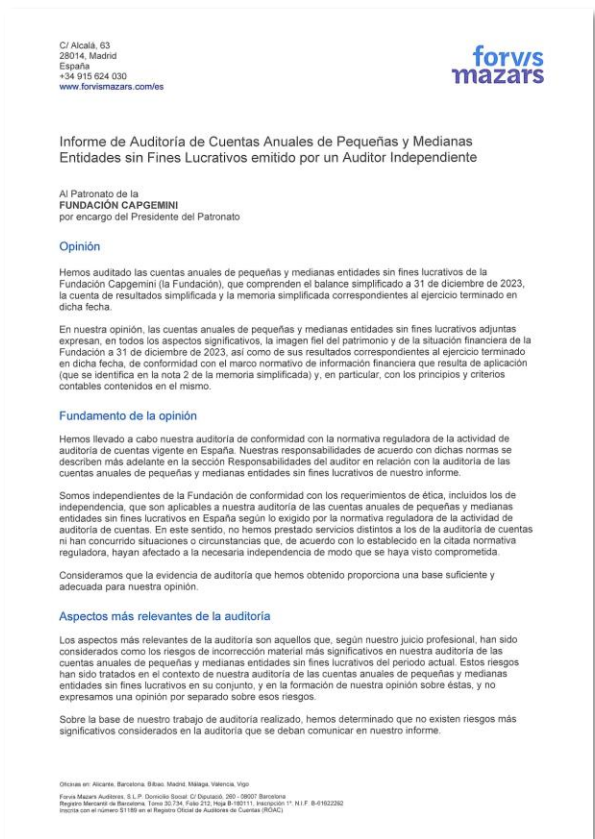 C/ Alcalá, 63
28014, Madrid
España
+34 915 624 030
www.forvismazars.com/es
forvis
mazars
Informe de Auditoría de Cuentas Anuales de Pequeñas y Medianas
Entidades sin Fines Lucrativos emitido por un Auditor Independiente
Al Patronato de la
FUNDACIÓN CAPGEMINI
por encargo del Presidente del Patronato
Opinión
Hemos auditado las cuentas anuales de pequeñas y medianas entidades sin fines lucrativos de la
Fundación Capgemini (la Fundación), que comprenden el balance simplificado a 31 de diciembre de 2023,
la cuenta de resultados simplificada y la memoria simplificada correspondientes al ejercicio terminado en
dicha fecha.
En nuestra opinión, las cuentas anuales de pequeñas y medianas entidades sin fines lucrativos adjuntas
expresan, en todos los aspectos significativos, la imagen fiel del patrimonio y de la situación financiera de la
Fundación a 31 de diciembre de 2023, así como de sus resultados correspondientes al ejercicio terminado
en dicha fecha, de conformidad con el marco normativo de información financiera que resulta de aplicación
(que se identifica en la nota 2 de la memoria simplificada) y, en particular, con los principios y criterios
contables contenidos en el mismo.
Fundamento de la opinión
Hemos llevado a cabo nuestra auditoría de conformidad con la normativa reguladora de la actividad de
auditoría de cuentas vigente en España. Nuestras responsabilidades de acuerdo con dichas normas se
describen más adelante en la sección Responsabilidades del auditor en relación con la auditoría de las
cuentas anuales de pequeñas y medianas entidades sin fines lucrativos de nuestro informe.
Somos independientes de la Fundación de conformidad con los requerimientos de ética, incluidos los de
independencia, que son aplicables a nuestra auditoría de las cuentas anuales de pequeñas y medianas
entidades sin fines lucrativos en España según lo exigido por la normativa reguladora de la actividad de
auditoría de cuentas. En este sentido, no hemos prestado servicios distintos a los de la auditoría de cuentas
ni han concurrido situaciones o circunstancias que, de acuerdo con lo establecido en la citada normativa
reguladora, hayan afectado a la necesaria independencia de modo que se haya visto comprometida.
Consideramos que la evidencia de auditoría que hemos obtenido proporciona una base suficiente y
adecuada para nuestra opinión.
Aspectos más relevantes de la auditoría
Los aspectos más relevantes de la auditoría son aquellos que, según nuestro juicio profesional, han sido
considerados como los riesgos de incorrección material más significativos en nuestra auditoría de las
cuentas anuales de pequeñas y medianas entidades sin fines lucrativos del periodo actual. Estos riesgos
han sido tratados en el contexto de nuestra auditoría de las cuentas anuales de pequeñas y medianas
entidades sin fines lucrativos en su conjunto, y en la formación de nuestra opinión sobre éstas, y no
expresamos una opinión por separado sobre esos riesgos.
Sobre la base de nuestro trabajo de auditoría realizado, hemos determinado que no existen riesgos más
significativos considerados en la auditoría que se deban comunicar en nuestro informe.
Oficinas en: Alicante, Barcelona, Bilbao, Madrid, Málaga, Valencia, Vigo
Forvis Mazars Auditores, S.L.P. Domicilio Social: C/ Diputació, 260 - 08007 Barcelona
Registro Mercantil de Barcelona, Tomo 30.734, Folio 212, Hoja B-180111, Inscripción 1ª. N.I.F. B-61622262
Inscrita con el número S1189 en el Registro Oficial de Auditores de Cuentas (ROAC)